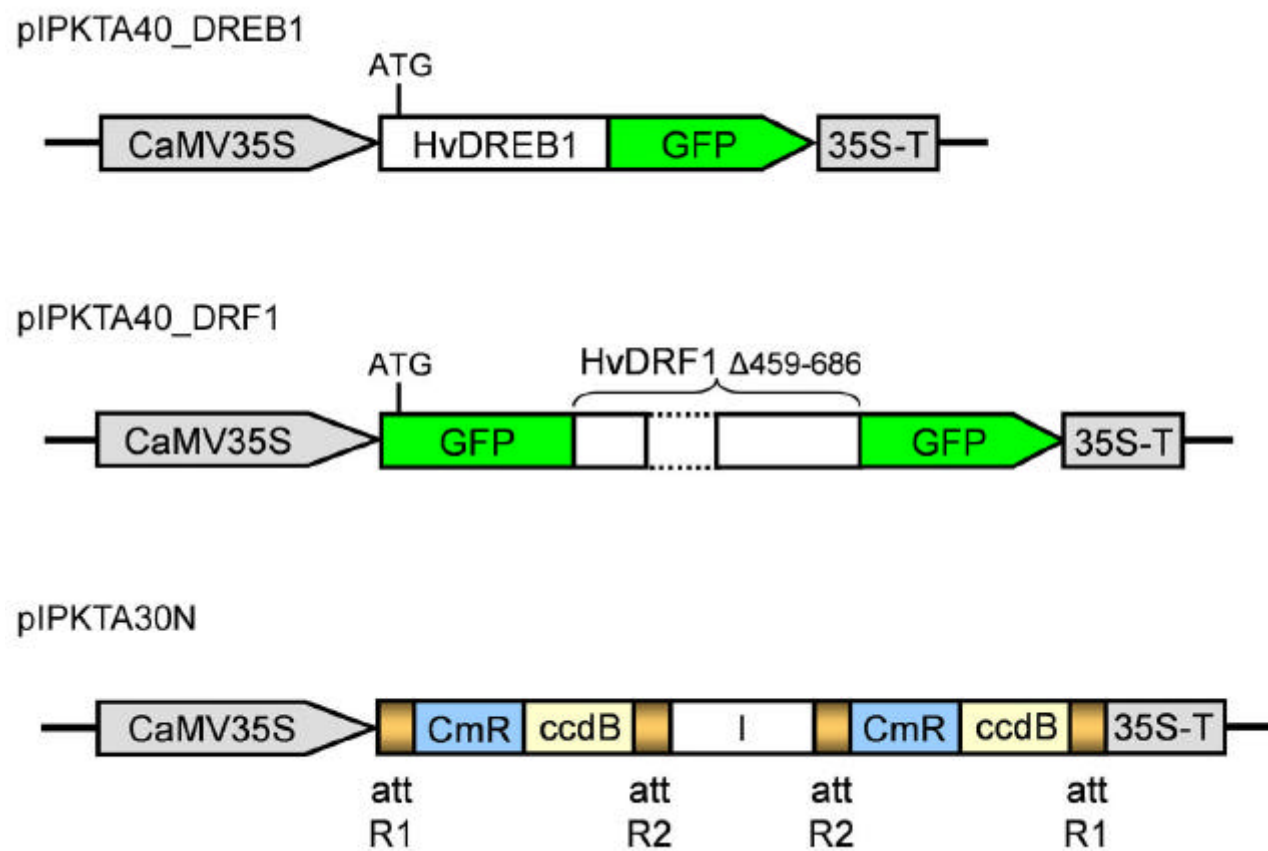 pIPKTA40_DREB1
ATG
CaMV35S HvDREB1 GFP 35S-T
pIPKTA40_DRF1
ATG HvDRF1 Δ459-686
CaMV35S GFP GFP 35S-T
pIPKTA30N
CaMV35S CmR ccdB I CmR ccdB 35S-T
att att att att
R1 R2 R2 R1